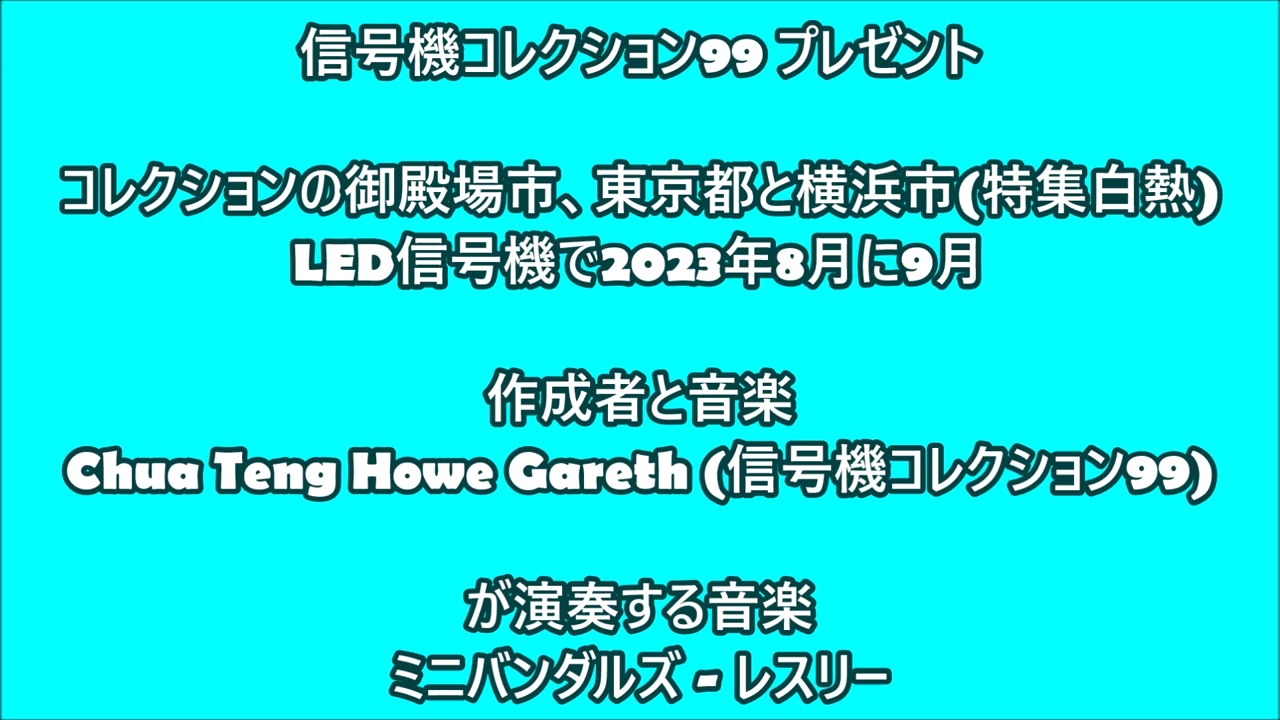 信号機コレクション99 プレゼント
コレクションの御殿場市、東京都と横浜市(特集白熱)
LED信号機で2023年8月に9月
作成者と音楽
Chua Teng Howe Gareth (信号機コレクション99)
が演奏する音楽
ミニバンダルズ - レスリー